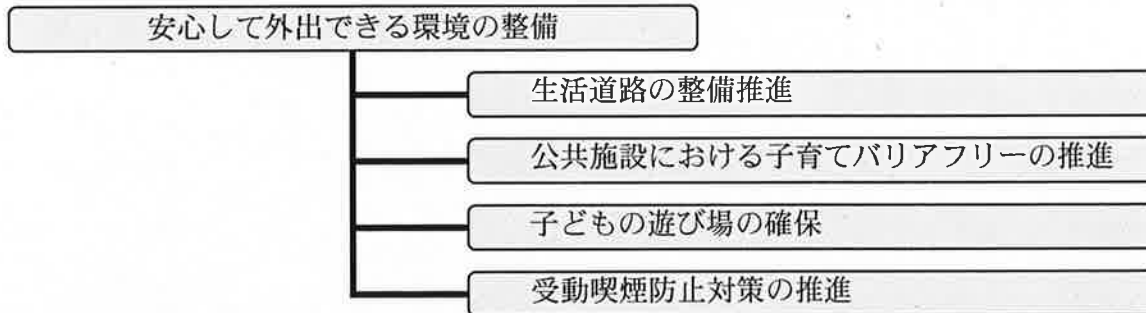 安心して外出できる環境の整備
生活道路の整備推進
公共施設における子育てバリアフリーの推進
子どもの遊び場の確保
受動喫煙防止対策の推進